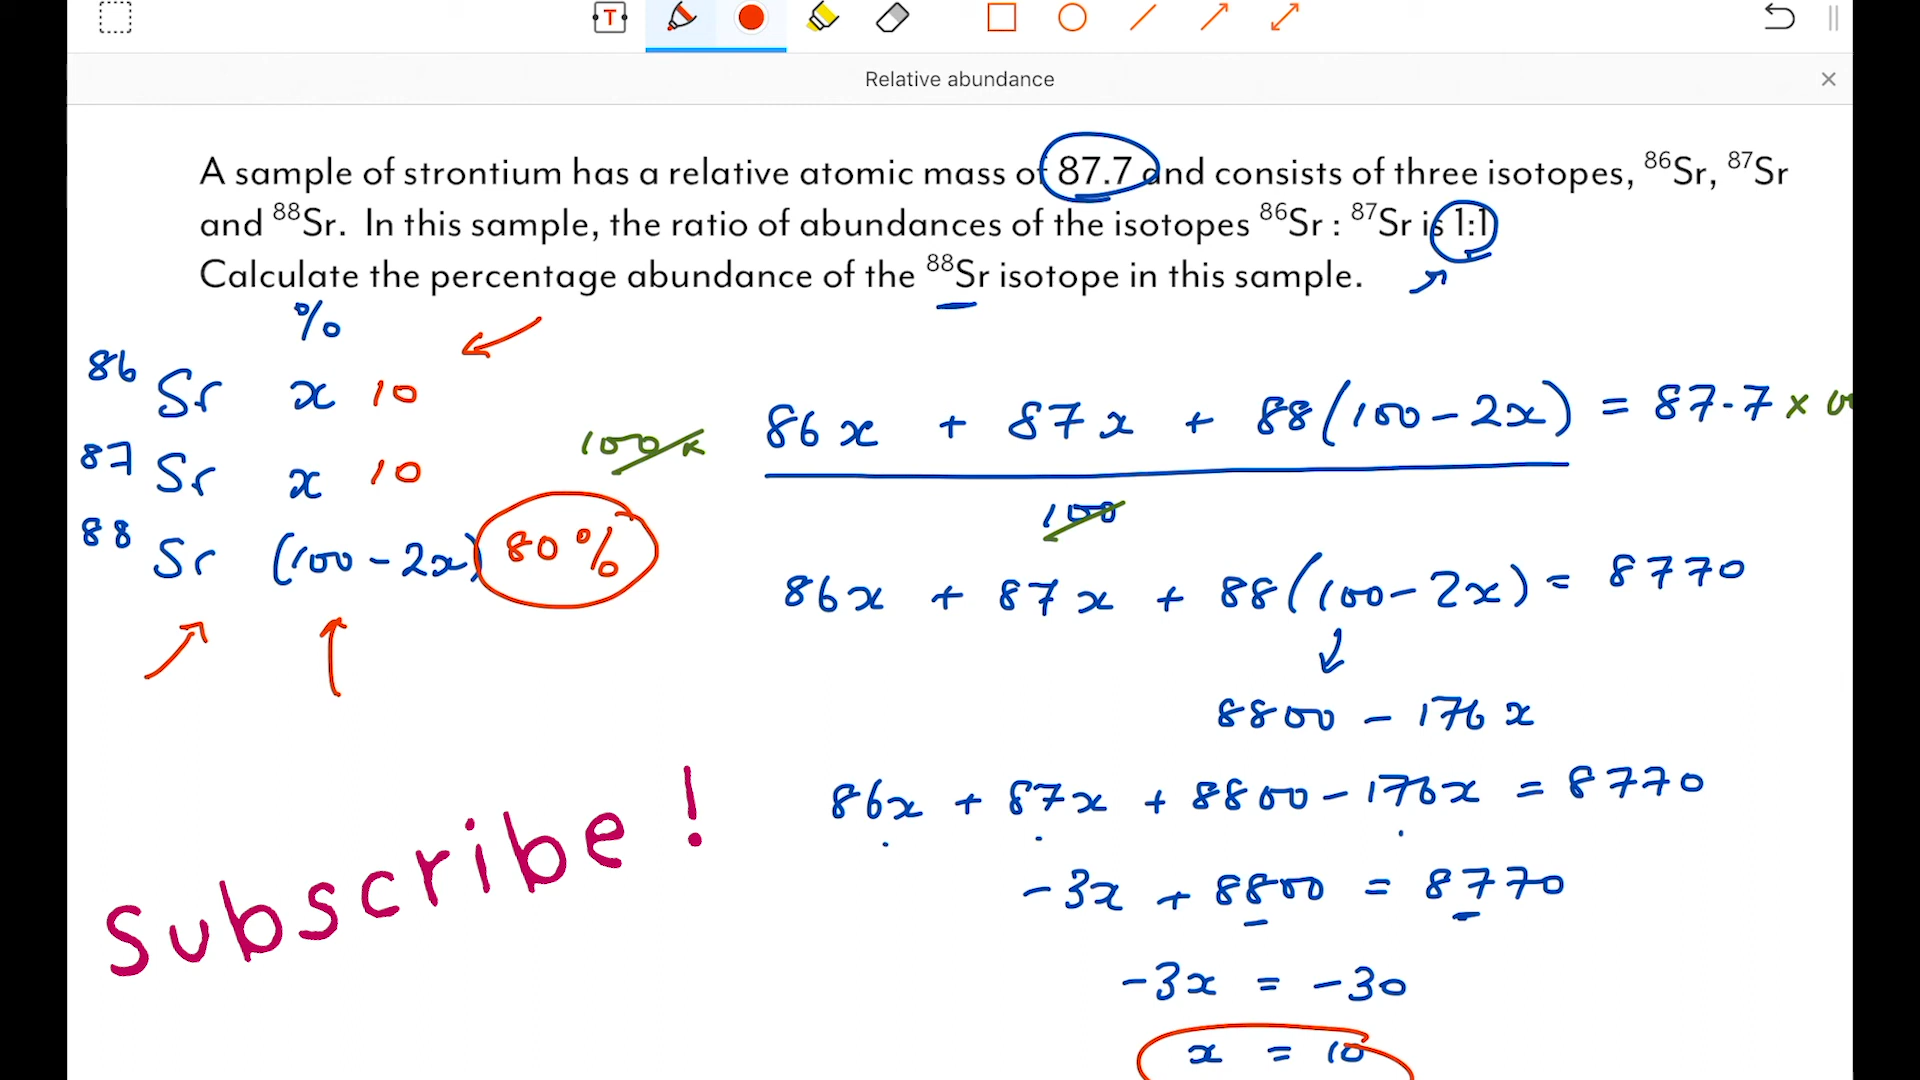 T
Relative abundance
A sample of strontium has a relative atomic mass of 87.7 and consists of three isotopes, ⁸⁶Sr, ⁸⁷Sr
and ⁸⁸Sr. In this sample, the ratio of abundances of the isotopes ⁸⁶Sr : ⁸⁷Sr is 1:1
Calculate the percentage abundance of the ⁸⁸Sr isotope in this sample.
%
⁸⁶Sr x 10
⁸⁷Sr x 10
⁸⁸Sr (100 - 2x) 80%
100 x
86x + 87x + 88(100 - 2x) = 87.7 x
100
86x + 87x + 88(100 - 2x) = 8770
8800 - 176x
86x + 87x + 8800 - 176x = 8770
-3x + 8800 = 8770
-3x = -30
x = 10
Subscribe!